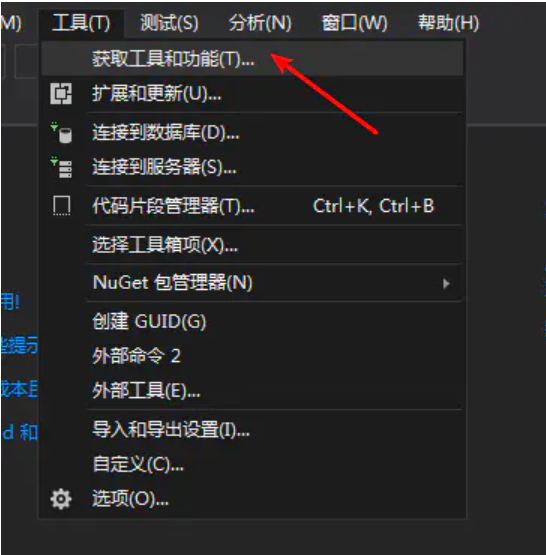 M) 工具(T) 测试(S) 分析(N) 窗口(W) 帮助(H)
获取工具和功能(T)...
扩展和更新(U)...
连接到数据库(D)...
连接到服务器(S)...
代码片段管理器(T)... Ctrl+K, Ctrl+B
选择工具箱项(X)...
NuGet 包管理器(N)
用!
创建 GUID(G)
些提示
外部命令 2
成本且
外部工具(E)...
d 和
导入和导出设置(I)...
自定义(C)...
选项(O)...